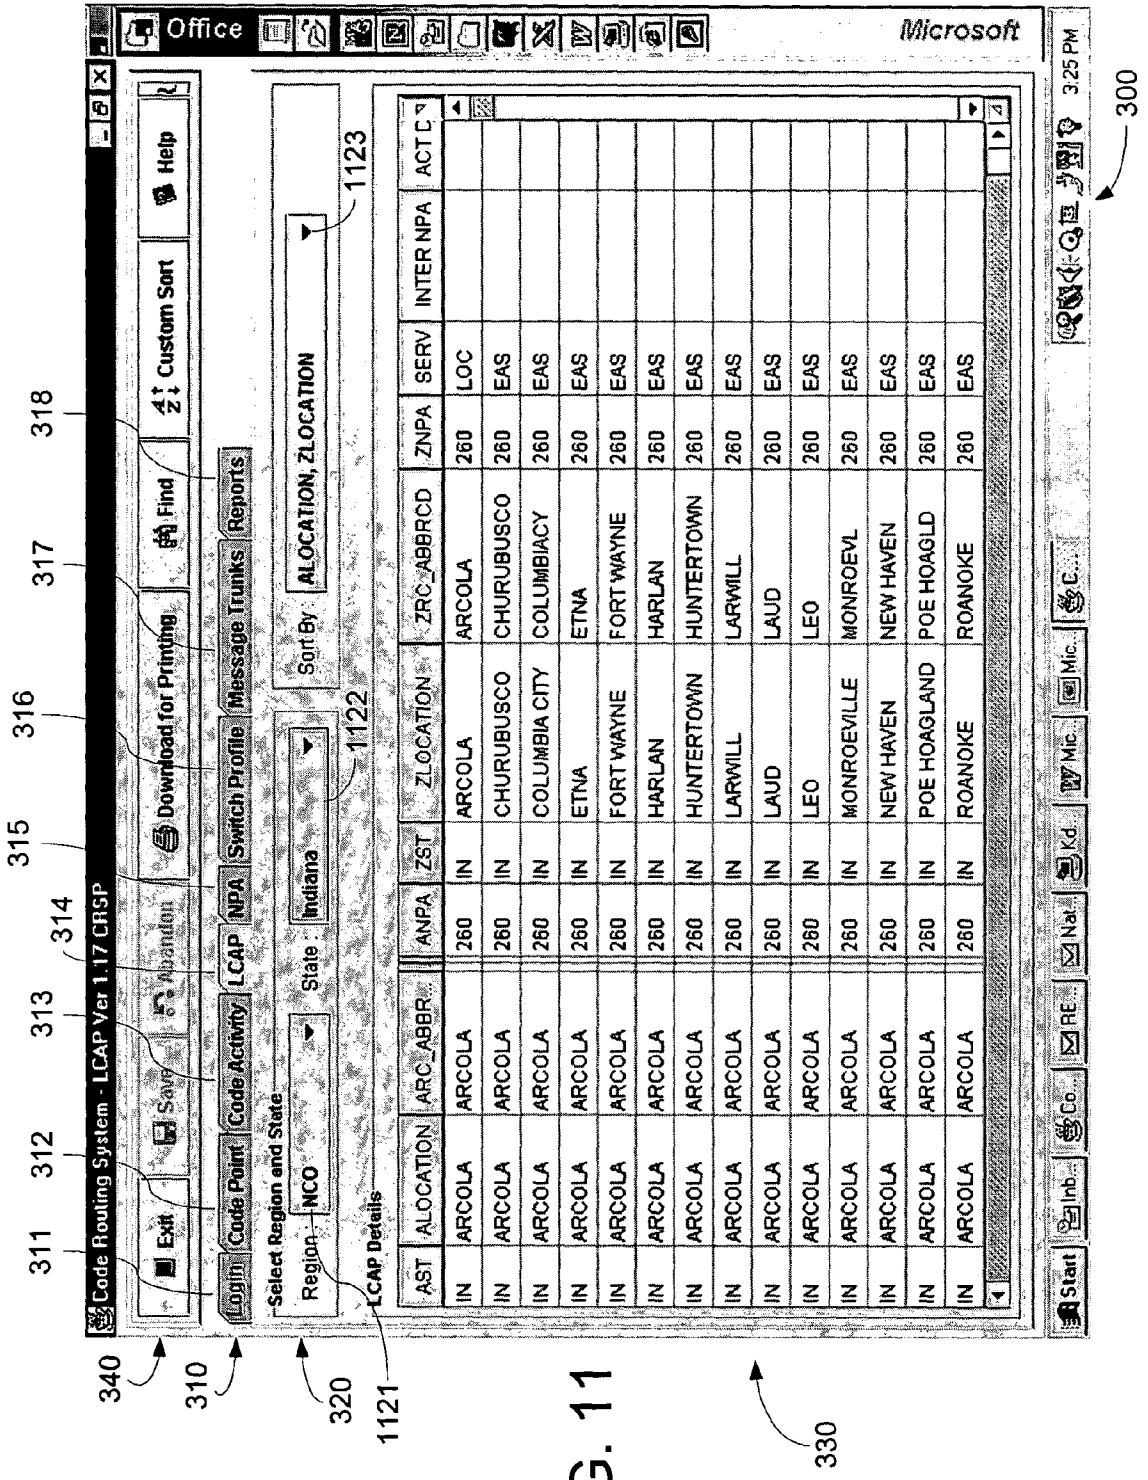 Code Routing System - LCAP Ver 1.17 CRSP
Office
Exit Save Abandon Download for Printing Find Custom Sort Help
Login Code Point Code Activity LCAP NPA Switch Profile Message Trunks Reports
Select Region and State
Region NCO State: Indiana Sort By ALOCATION, ZLOCATION
LCAP Details
AST ALOCATION ARC_ABBR... ANPA ZST ZLOCATION ZRC_ABBRCD ZNPA SERV INTER NPA ACT D
IN ARCOLA ARCOLA 260 IN ARCOLA ARCOLA 260 LOC
IN ARCOLA ARCOLA 260 IN CHURUBUSCO CHURUBUSCO 260 EAS
IN ARCOLA ARCOLA 260 IN COLUMBIA CITY COLUMBIACY 260 EAS
IN ARCOLA ARCOLA 260 IN ETNA ETNA 260 EAS
IN ARCOLA ARCOLA 260 IN FORT WAYNE FORT WAYNE 260 EAS
IN ARCOLA ARCOLA 260 IN HARLAN HARLAN 260 EAS
IN ARCOLA ARCOLA 260 IN HUNTERTOWN HUNTERTOWN 260 EAS
IN ARCOLA ARCOLA 260 IN LARWILL LARWILL 260 EAS
IN ARCOLA ARCOLA 260 IN LAUD LAUD 260 EAS
IN ARCOLA ARCOLA 260 IN LEO LEO 260 EAS
IN ARCOLA ARCOLA 260 IN MONROEVILLE MONROEVL 260 EAS
IN ARCOLA ARCOLA 260 IN NEW HAVEN NEW HAVEN 260 EAS
IN ARCOLA ARCOLA 260 IN POE HOAGLAND POE HOAGLD 260 EAS
IN ARCOLA ARCOLA 260 IN ROANOKE ROANOKE 260 EAS
Microsoft
Start Inb... Co... RE... Nat... Kd... Mic... Mic... C... 3:25 PM
311 312 313 314 315 316 317 318
340
310
320
1121
1122
1123
330
300
G. 11